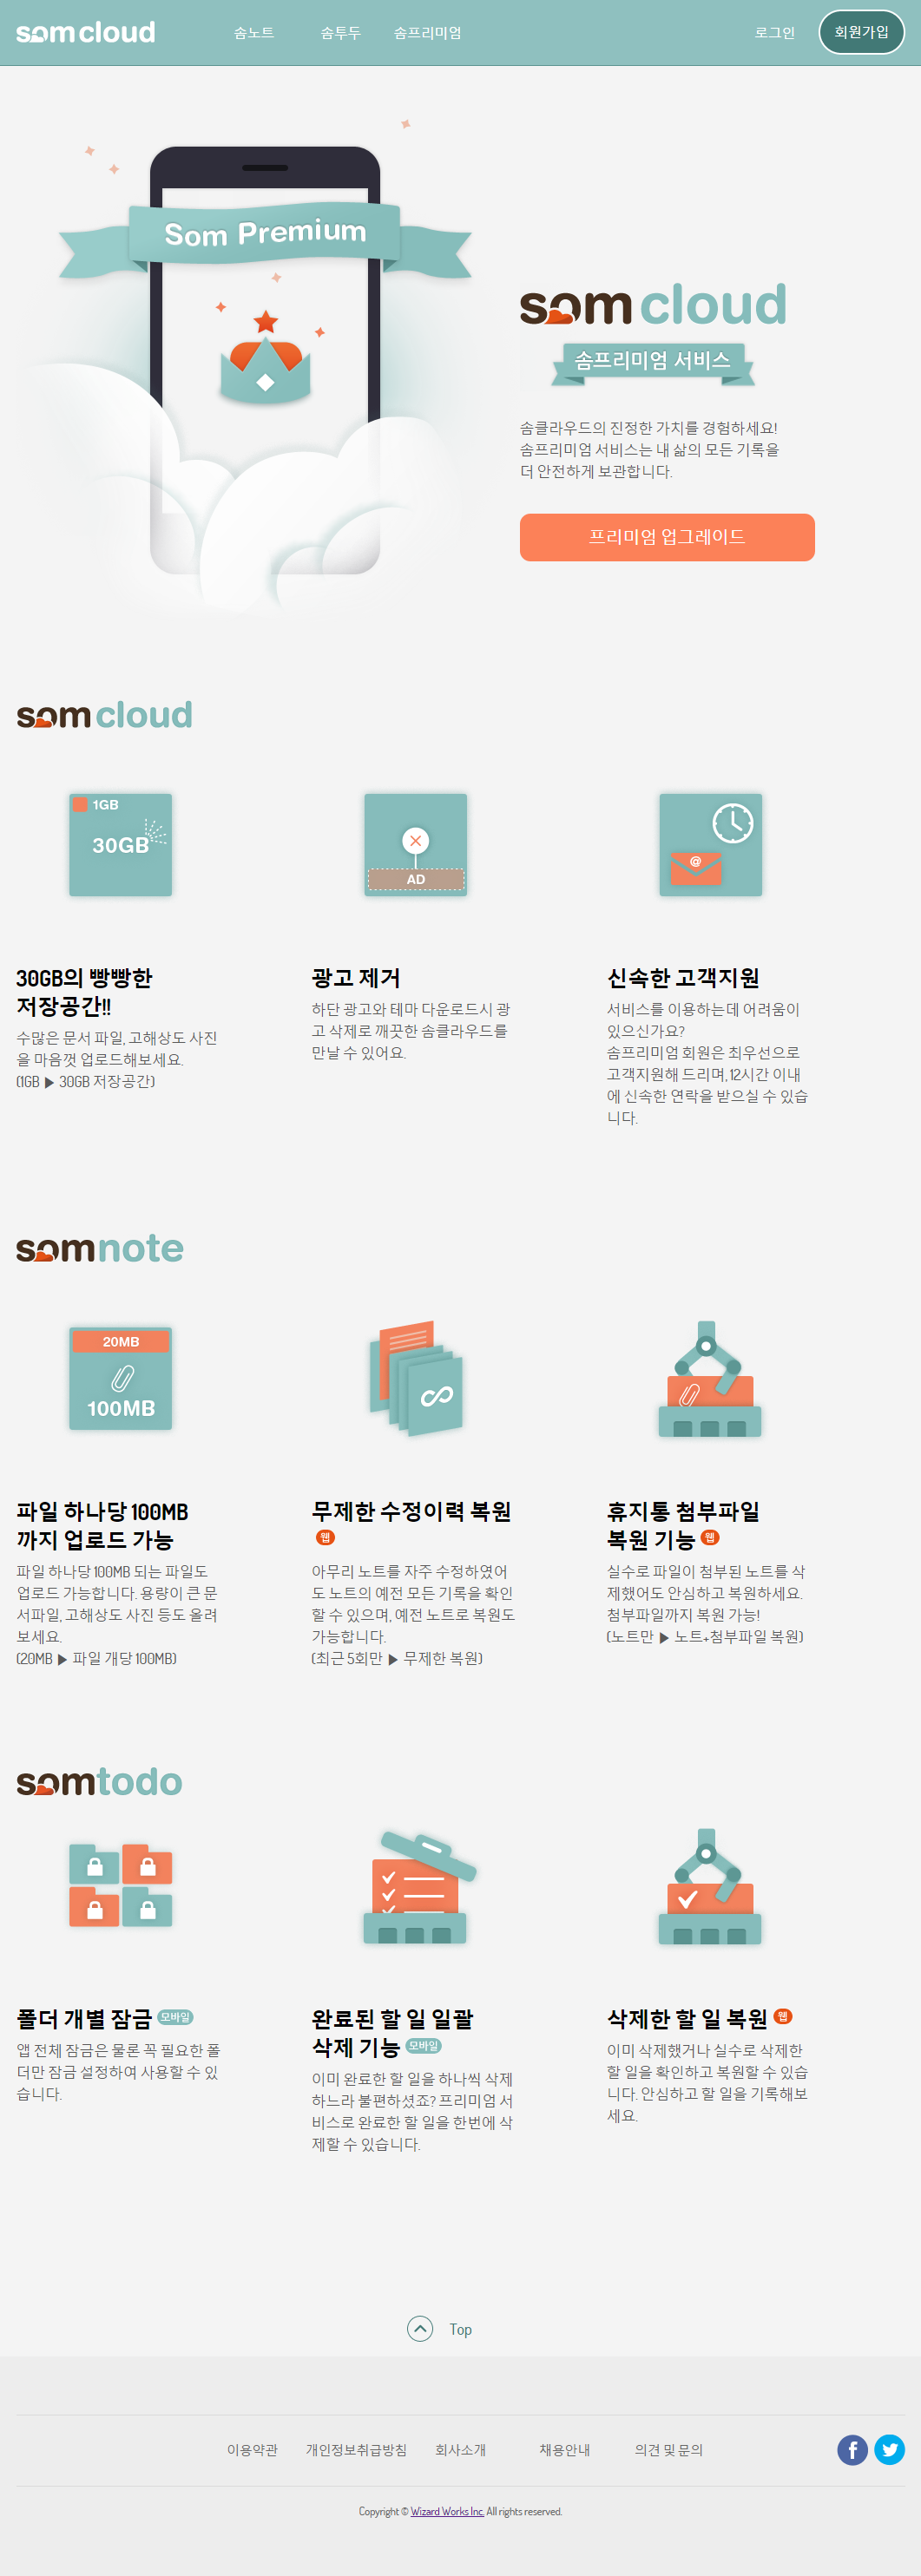 som cloud
솜노트 솜투두 솜프리미엄 로그인 회원가입
Som Premium
som cloud
솜프리미엄 서비스
솜클라우드의 진정한 가치를 경험하세요!
솜프리미엄 서비스는 내 삶의 모든 기록을
더 안전하게 보관합니다.
프리미엄 업그레이드
som cloud
1GB
30GB
AD
@
30GB의 빵빵한
저장공간!!
수많은 문서 파일, 고해상도 사진
을 마음껏 업로드해보세요.
(1GB ▶ 30GB 저장공간)
광고 제거
하단 광고와 테마 다운로드시 광
고 삭제로 깨끗한 솜클라우드를
만날 수 있어요.
신속한 고객지원
서비스를 이용하는데 어려움이
있으신가요?
솜프리미엄 회원은 최우선으로
고객지원해 드리며, 12시간 이내
에 신속한 연락을 받으실 수 있습
니다.
somnote
20MB
100MB
파일 하나당 100MB
까지 업로드 가능
파일 하나당 100MB 되는 파일도
업로드 가능합니다. 용량이 큰 문
서파일, 고해상도 사진 등도 올려
보세요.
(20MB ▶ 파일 개당 100MB)
무제한 수정이력 복원
웹
아무리 노트를 자주 수정하였어
도 노트의 예전 모든 기록을 확인
할 수 있으며, 예전 노트로 복원도
가능합니다.
(최근 5회만 ▶ 무제한 복원)
휴지통 첨부파일
복원 기능 웹
실수로 파일이 첨부된 노트를 삭
제했어도 안심하고 복원하세요.
첨부파일까지 복원 가능!
(노트만 ▶ 노트+첨부파일 복원)
somtodo
폴더 개별 잠금 모바일
앱 전체 잠금은 물론 꼭 필요한 폴
더만 잠금 설정하여 사용할 수 있
습니다.
완료된 할 일 일괄
삭제 기능 모바일
이미 완료한 할 일을 하나씩 삭제
하느라 불편하셨죠? 프리미엄 서
비스로 완료한 할 일을 한번에 삭
제할 수 있습니다.
삭제한 할 일 복원 웹
이미 삭제했거나 실수로 삭제한
할 일을 확인하고 복원할 수 있습
니다. 안심하고 할 일을 기록해보
세요.
Top
이용약관 개인정보취급방침 회사소개 채용안내 의견 및 문의
Copyright © Wizard Works Inc. All rights reserved.